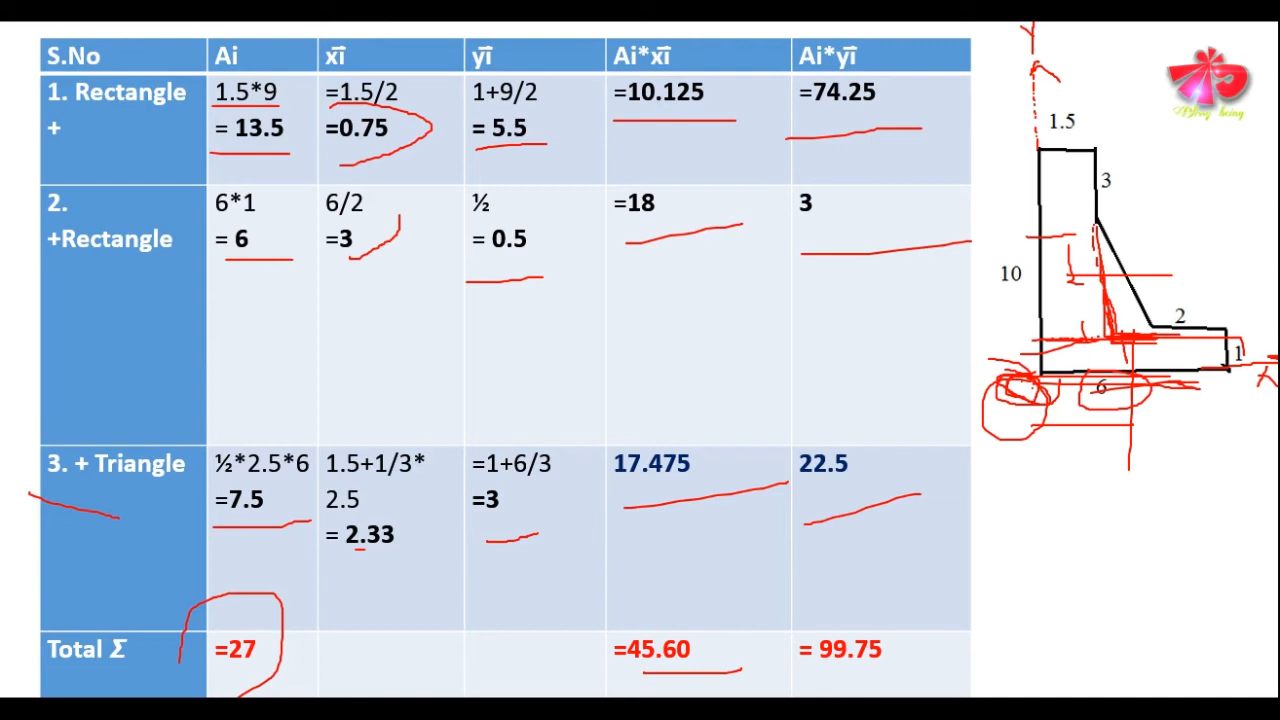 S.No Ai x̄i ȳi Ai*x̄i Ai*ȳi
1. Rectangle 1.5*9 =1.5/2 1+9/2 =10.125 =74.25
+ = 13.5 =0.75 = 5.5
2. 6*1 6/2 ½ =18 3
+Rectangle = 6 =3 = 0.5
3. + Triangle ½*2.5*6 1.5+1/3* =1+6/3 17.475 22.5
=7.5 2.5 =3
= 2.33
Total Σ =27 =45.60 = 99.75
Y
1.5
3
10
2
1
6
X
Bling being